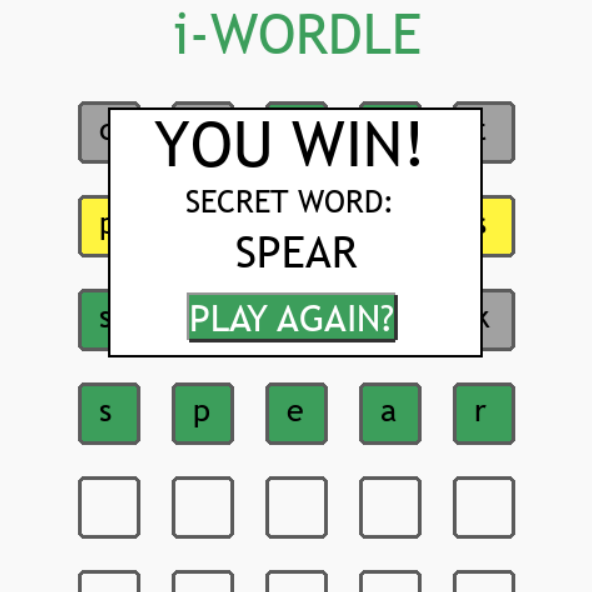 i-WORDLE
YOU WIN!
SECRET WORD:
SPEAR
PLAY AGAIN?
s p e a r